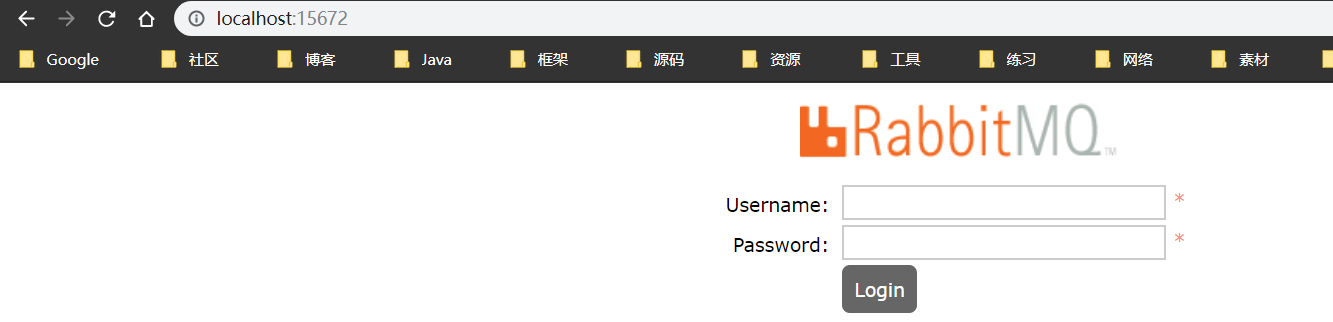 localhost:15672
Google 社区 博客 Java 框架 源码 资源 工具 练习 网络 素材
RabbitMQ™
Username: *
Password: *
Login